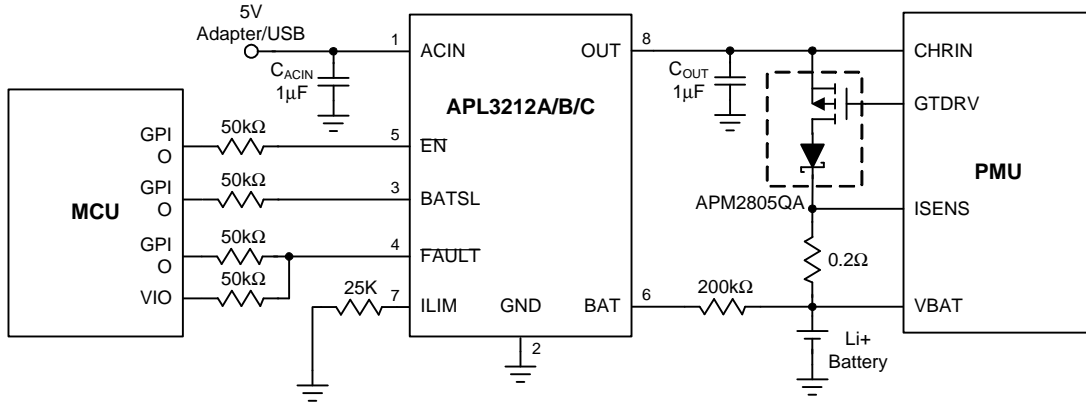 5V
Adapter/USB
1
ACIN
OUT
8
CHRIN
C_ACIN
1μF
C_OUT
1μF
APL3212A/B/C
GTDRV
GPI
O
50kΩ
5
EN
GPI
O
50kΩ
3
BATSL
MCU
PMU
APM2805QA
ISENS
GPI
O
50kΩ
4
FAULT
50kΩ
VIO
0.2Ω
25K
7
ILIM
GND
BAT
6
200kΩ
VBAT
2
Li+
Battery